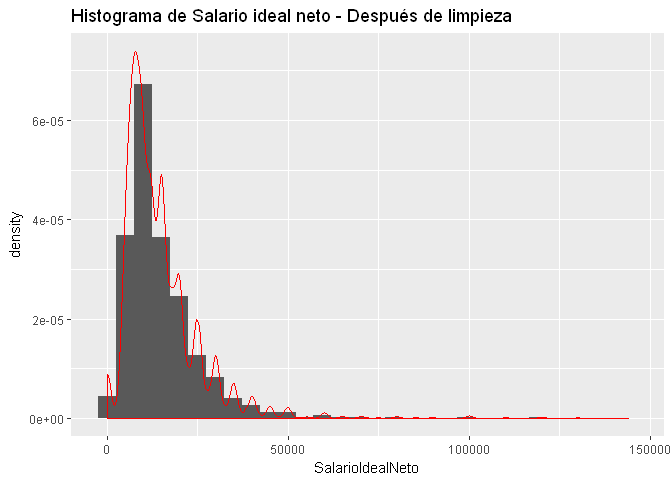 Histograma de Salario ideal neto - Después de limpieza
6e-05
4e-05
2e-05
0e+00
density
0
50000
100000
150000
SalarioIdealNeto